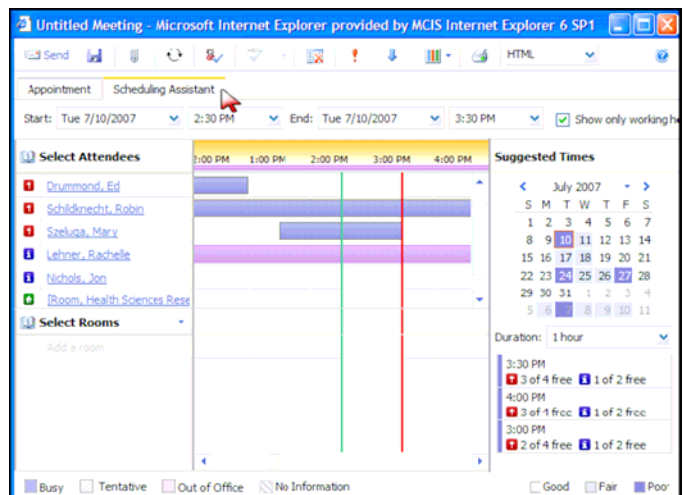 Untitled Meeting - Microsoft Internet Explorer provided by MCIS Internet Explorer 6 SP1
Send HTML
Appointment Scheduling Assistant
Start: Tue 7/10/2007 2:30 PM End: Tue 7/10/2007 3:30 PM Show only working h
Select Attendees 2:00 PM 1:00 PM 2:00 PM 3:00 PM 4:00 PM Suggested Times
Drummond, Ed
Schildknecht, Robin
Szeluga, Mary
Lehner, Rachelle
Nichols, Jon
[Room, Health Sciences Rese
Select Rooms
Add a room
July 2007
S M T W T F S
1 2 3 4 5 6 7
8 9 10 11 12 13 14
15 16 17 18 19 20 21
22 23 24 25 26 27 28
29 30 31 1 2 3 4
5 6 7 8 9 10 11
Duration: 1 hour
3:30 PM
3 of 4 free 1 of 2 free
4:00 PM
3 of 4 free 1 of 2 free
3:00 PM
2 of 4 free 1 of 2 free
Busy Tentative Out of Office No Information Good Fair Poor